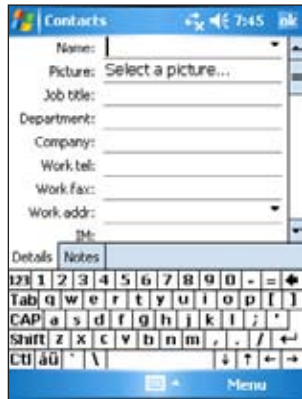 Contacts 7:45 ok
Name:
Picture: Select a picture...
Job title:
Department:
Company:
Work tel:
Work fax:
Work addr:
IM:
Details Notes
123 1 2 3 4 5 6 7 8 9 0 - =
Tab q w e r t y u i o p [ ]
CAP a s d f g h j k l ; '
Shift z x c v b n m , . /
Ctl áü ` \
Menu